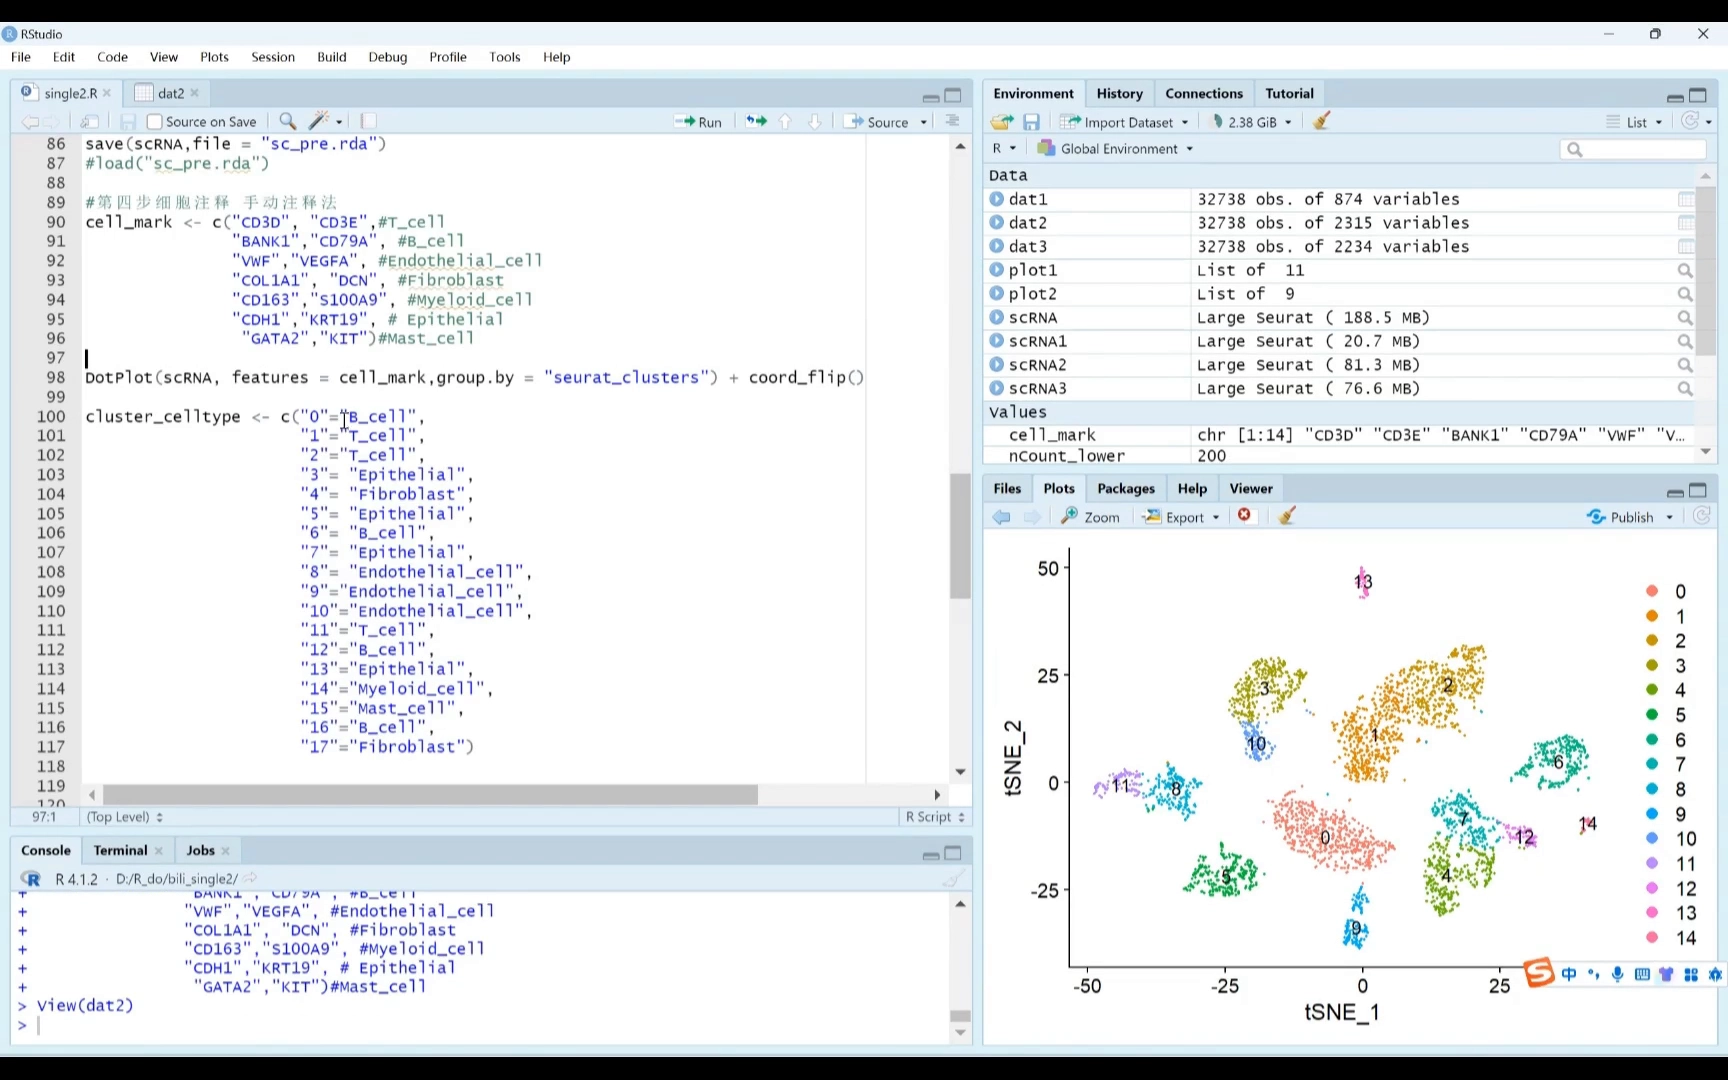 RStudio
File Edit Code View Plots Session Build Debug Profile Tools Help
single2.R dat2
Source on Save Run Source
86 save(scRNA,file = "sc_pre.rda")
87 #load("sc_pre.rda")
88
89 #第四步细胞注释 手动注释法
90 cell_mark <- c("CD3D", "CD3E",#T_cell
91 "BANK1","CD79A", #B_cell
92 "VWF","VEGFA", #Endothelial_cell
93 "COL1A1", "DCN", #Fibroblast
94 "CD163","S100A9", #Myeloid_cell
95 "CDH1","KRT19", # Epithelial
96 "GATA2","KIT")#Mast_cell
97
98 DotPlot(scRNA, features = cell_mark,group.by = "seurat_clusters") + coord_flip()
99
100 cluster_celltype <- c("0"="B_cell",
101 "1"="T_cell",
102 "2"="T_cell",
103 "3"= "Epithelial",
104 "4"= "Fibroblast",
105 "5"= "Epithelial",
106 "6"= "B_cell",
107 "7"= "Epithelial",
108 "8"= "Endothelial_cell",
109 "9"="Endothelial_cell",
110 "10"="Endothelial_cell",
111 "11"="T_cell",
112 "12"="B_cell",
113 "13"="Epithelial",
114 "14"="Myeloid_cell",
115 "15"="Mast_cell",
116 "16"="B_cell",
117 "17"="Fibroblast")
118
119
120
97:1 (Top Level) R Script
Console Terminal Jobs
R 4.1.2 · D:/R_do/bili_single2/
+ "BANK1","CD79A", #B_cell
+ "VWF","VEGFA", #Endothelial_cell
+ "COL1A1", "DCN", #Fibroblast
+ "CD163","S100A9", #Myeloid_cell
+ "CDH1","KRT19", # Epithelial
+ "GATA2","KIT")#Mast_cell
> View(dat2)
>
Environment History Connections Tutorial
Import Dataset 2.38 GiB List
R Global Environment
Data
dat1 32738 obs. of 874 variables
dat2 32738 obs. of 2315 variables
dat3 32738 obs. of 2234 variables
plot1 List of 11
plot2 List of 9
scRNA Large Seurat ( 188.5 MB)
scRNA1 Large Seurat ( 20.7 MB)
scRNA2 Large Seurat ( 81.3 MB)
scRNA3 Large Seurat ( 76.6 MB)
Values
cell_mark chr [1:14] "CD3D" "CD3E" "BANK1" "CD79A" "VWF" "V…
nCount_lower 200
Files Plots Packages Help Viewer
Zoom Export Publish
50
25
0
-25
tSNE_2
-50 -25 0 25
tSNE_1
13
3
2
10
1
6
11
8
0
7
12
14
5
4
9
0
1
2
3
4
5
6
7
8
9
10
11
12
13
14
S 中